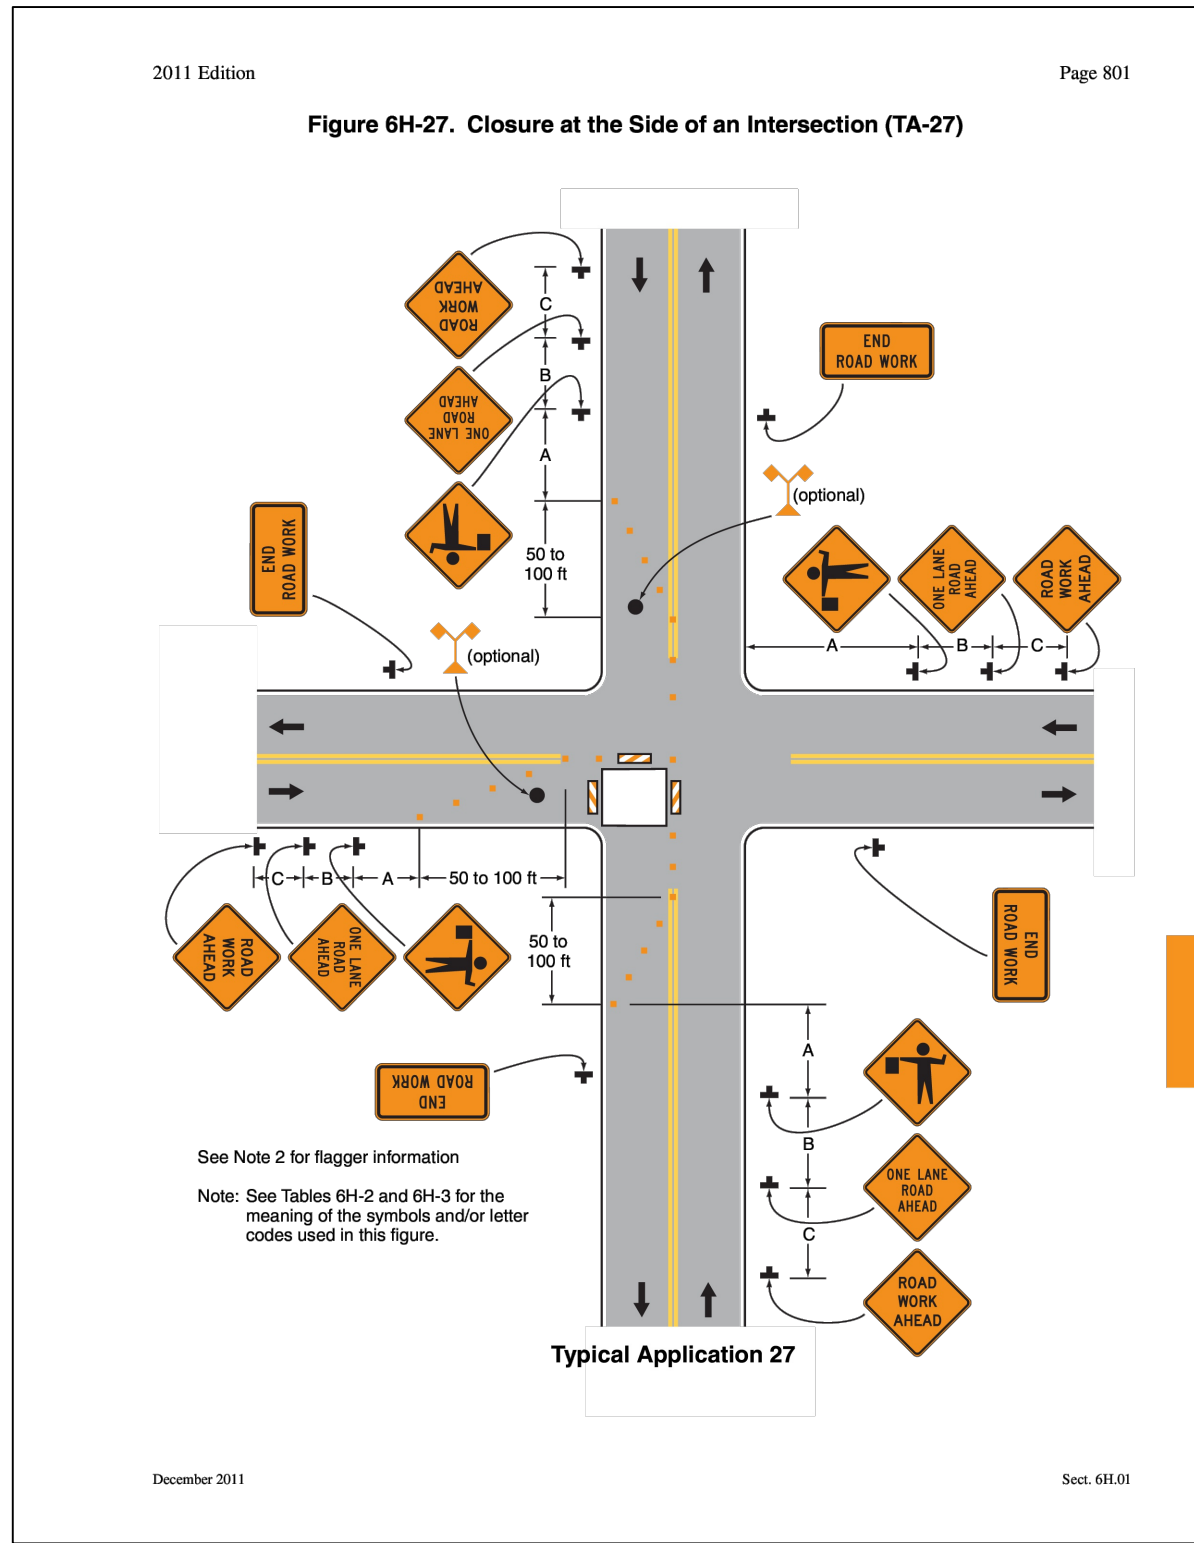 2011 Edition
Page 801
Figure 6H-27. Closure at the Side of an Intersection (TA-27)
ROAD
WORK
AHEAD
C
ONE LANE
ROAD
AHEAD
B
A
50 to
100 ft
END
ROAD WORK
(optional)
END
ROAD WORK
(optional)
ONE LANE
ROAD
AHEAD
ROAD
WORK
AHEAD
A
B
C
C
B
A
50 to 100 ft
ROAD
WORK
AHEAD
ONE LANE
ROAD
AHEAD
50 to
100 ft
END
ROAD WORK
END
ROAD WORK
A
B
C
ONE LANE
ROAD
AHEAD
ROAD
WORK
AHEAD
See Note 2 for flagger information
Note: See Tables 6H-2 and 6H-3 for the
meaning of the symbols and/or letter
codes used in this figure.
Typical Application 27
December 2011
Sect. 6H.01